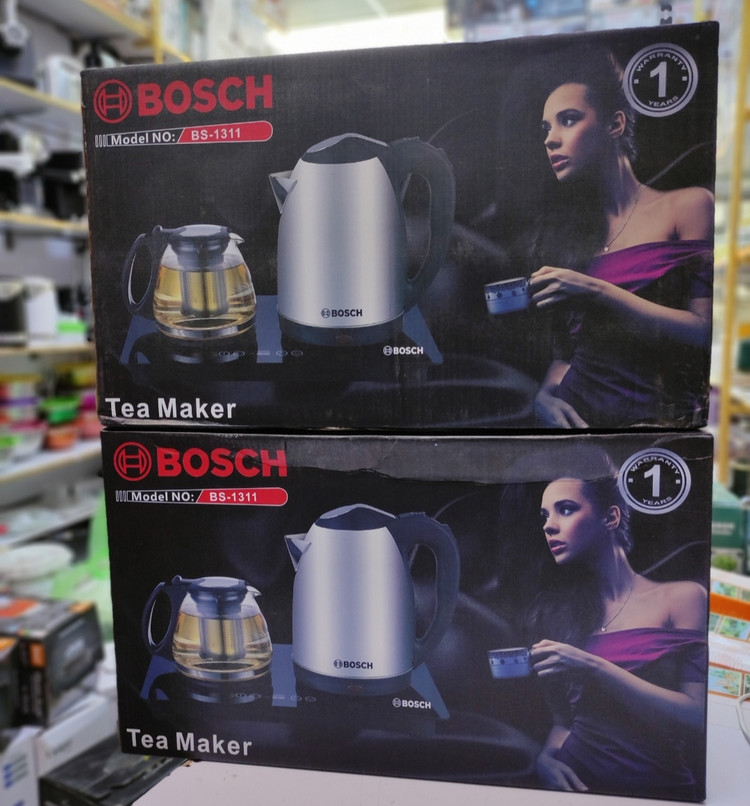 BOSCH
Model NO: BS-1311
WARRANTY
1
YEARS
BOSCH
BOSCH
Tea Maker
BOSCH
Model NO: BS-1311
WARRANTY
1
YEARS
BOSCH
BOSCH
Tea Maker